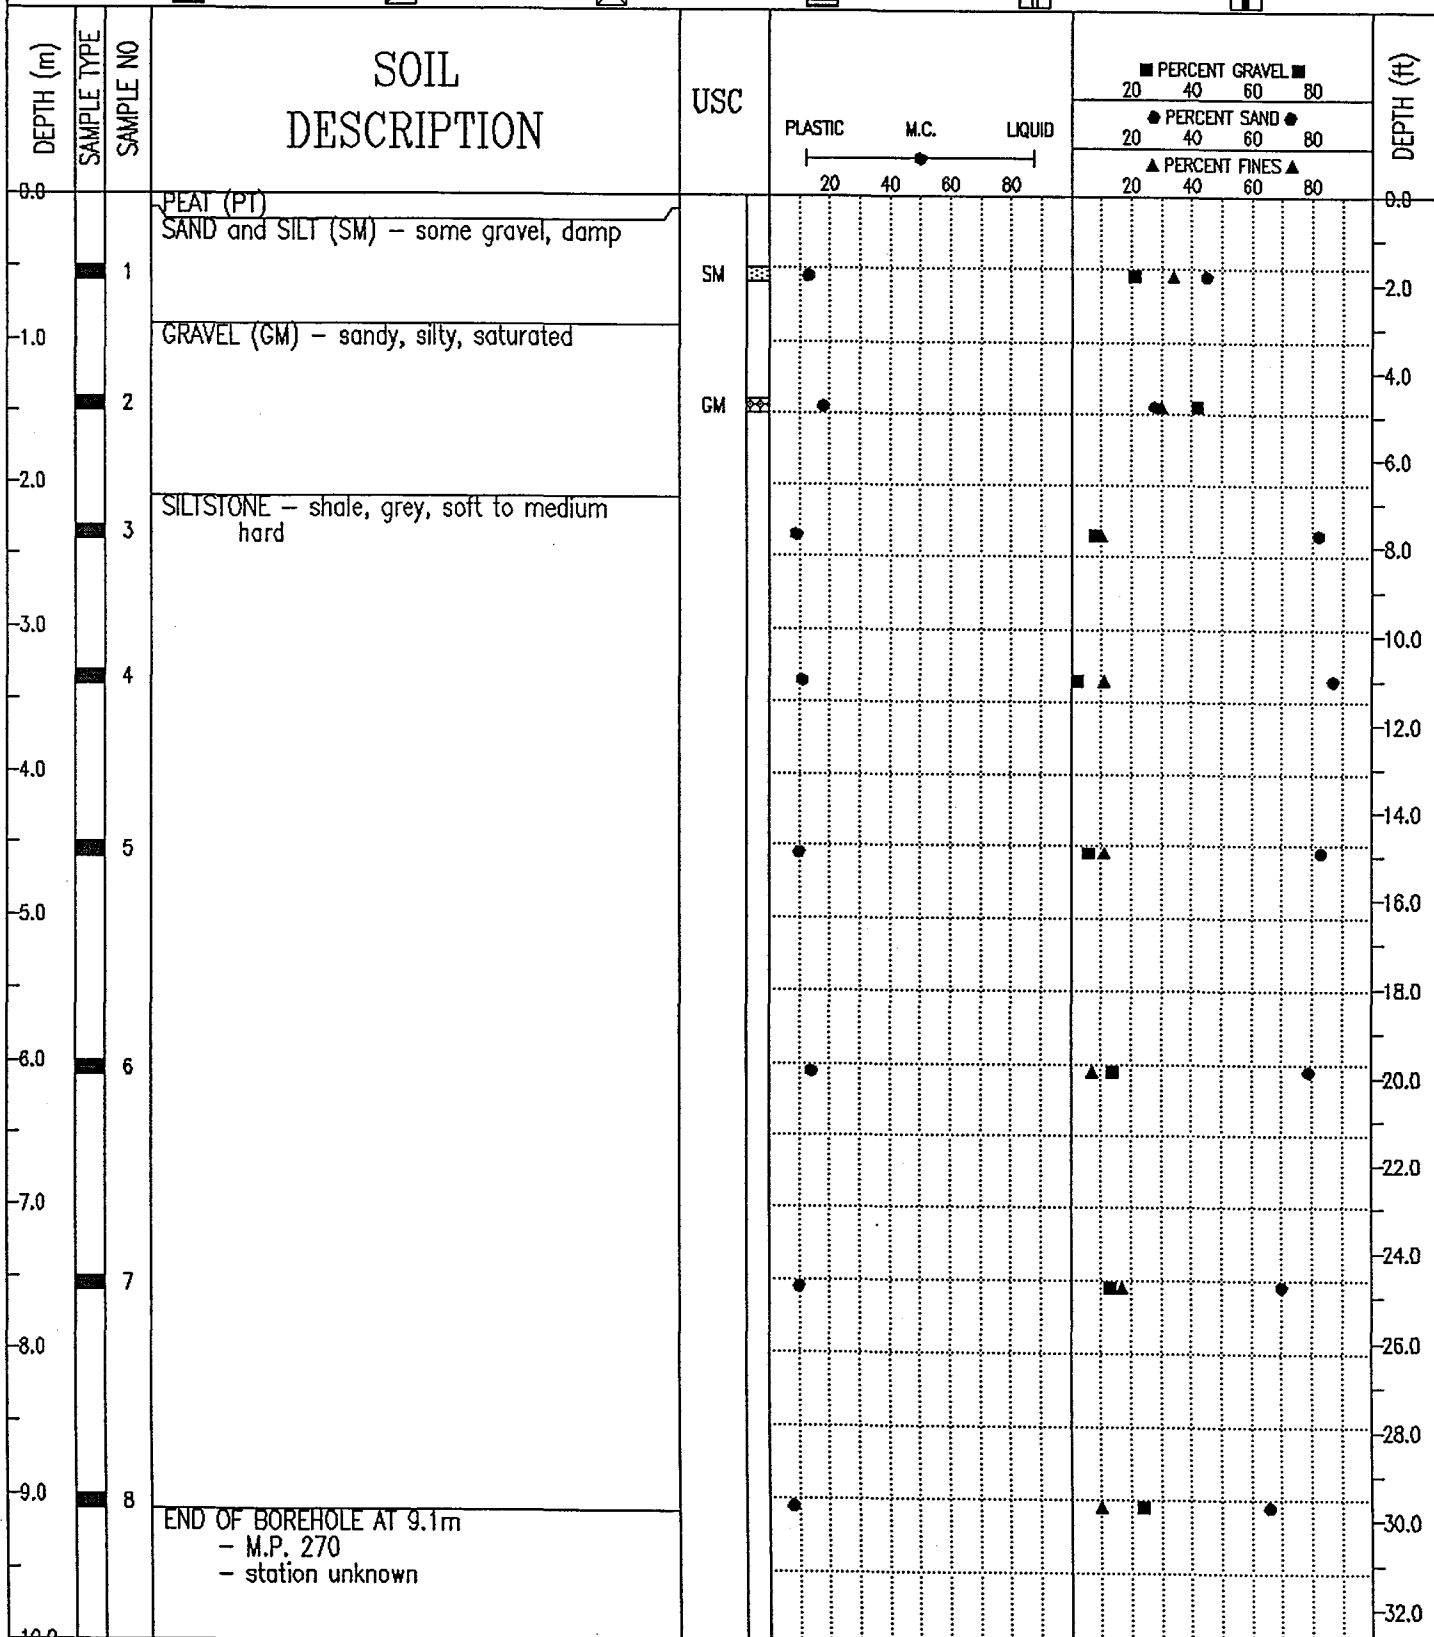 DEPTH (m)
SAMPLE TYPE
SAMPLE NO
SOIL
DESCRIPTION
USC
PLASTIC M.C. LIQUID
20 40 60 80
■ PERCENT GRAVEL ■
20 40 60 80
● PERCENT SAND ●
20 40 60 80
▲ PERCENT FINES ▲
20 40 60 80
DEPTH (ft)
0.0 0.0
PEAT (PT)
SAND and SILT (SM) – some gravel, damp
1 SM
2.0
1.0
GRAVEL (GM) – sandy, silty, saturated
4.0
2 GM
6.0
2.0
SILTSTONE – shale, grey, soft to medium
hard
3
8.0
3.0
10.0
4
12.0
4.0
14.0
5
16.0
5.0
18.0
6.0
6
20.0
22.0
7.0
24.0
7
8.0
26.0
28.0
9.0
8
END OF BOREHOLE AT 9.1m
30.0
– M.P. 270
– station unknown
32.0
10.0